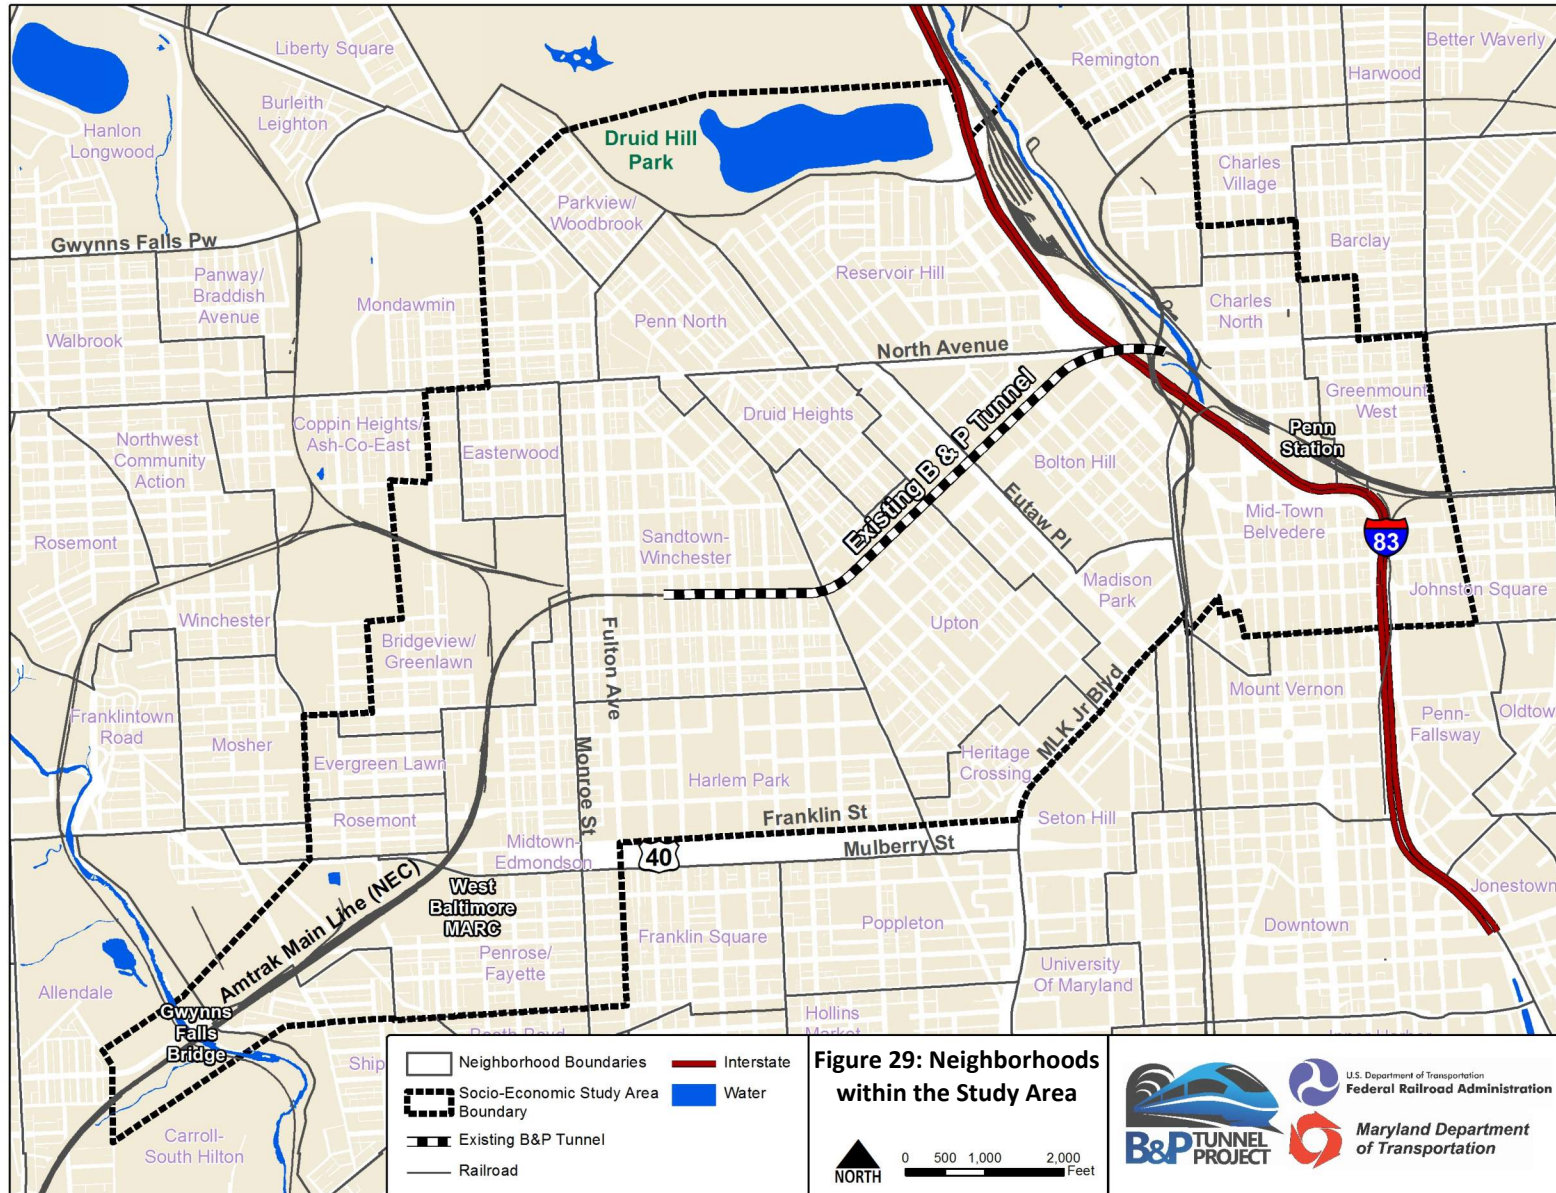 Liberty Square
Remington
Better Waverly
Harwood
Burleith
Leighton
Hanlon
Longwood
Druid Hill
Park
Charles
Village
Parkview/
Woodbrook
Gwynns Falls Pw
Barclay
Panway/
Braddish
Avenue
Mondawmin
Reservoir Hill
Charles
North
Walbrook
Penn North
North Avenue
Greenmount
West
Druid Heights
Coppin Heights/
Ash-Co-East
Northwest
Community
Action
Easterwood
Existing B & P Tunnel
Bolton Hill
Penn
Station
Eutaw Pl
Mid-Town
Belvedere
Rosemont
Sandtown-
Winchester
83
Madison
Park
Johnston Square
Winchester
Bridgeview/
Greenlawn
Upton
Fulton Ave
Mount Vernon
MLK Jr Blvd
Franklintown
Road
Mosher
Penn-
Fallsway
Oldtow
Evergreen Lawn
Monroe St
Harlem Park
Heritage
Crossing
Rosemont
Franklin St
Seton Hill
Midtown-
Edmondson
40
Mulberry St
West
Baltimore
MARC
Jonestown
Amtrak Main Line (NEC)
Poppleton
Downtown
Franklin Square
Penrose/
Fayette
University
Of Maryland
Allendale
Gwynns
Falls
Bridge
Hollins
Ship
Carroll-
South Hilton
Neighborhood Boundaries
Interstate
Socio-Economic Study Area
Boundary
Water
Existing B&P Tunnel
Railroad
Figure 29: Neighborhoods
within the Study Area
NORTH
0 500 1,000 2,000
Feet
B&P TUNNEL
PROJECT
U.S. Department of Transportation
Federal Railroad Administration
Maryland Department
of Transportation